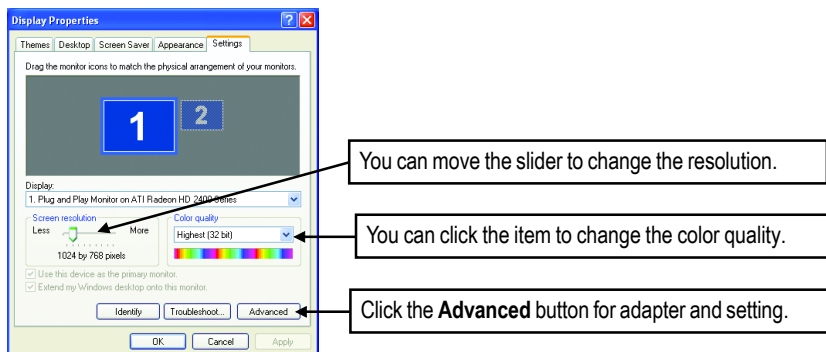 Display Properties
Themes Desktop Screen Saver Appearance Settings
Drag the monitor icons to match the physical arrangement of your monitors.
1
2
You can move the slider to change the resolution.
Display:
1. Plug and Play Monitor on ATI Radeon HD 2400 Series
Screen resolution
Less More
1024 by 768 pixels
Color quality
Highest (32 bit)
You can click the item to change the color quality.
Use this device as the primary monitor.
Extend my Windows desktop onto this monitor.
Identify Troubleshoot... Advanced
Click the Advanced button for adapter and setting.
OK Cancel Apply